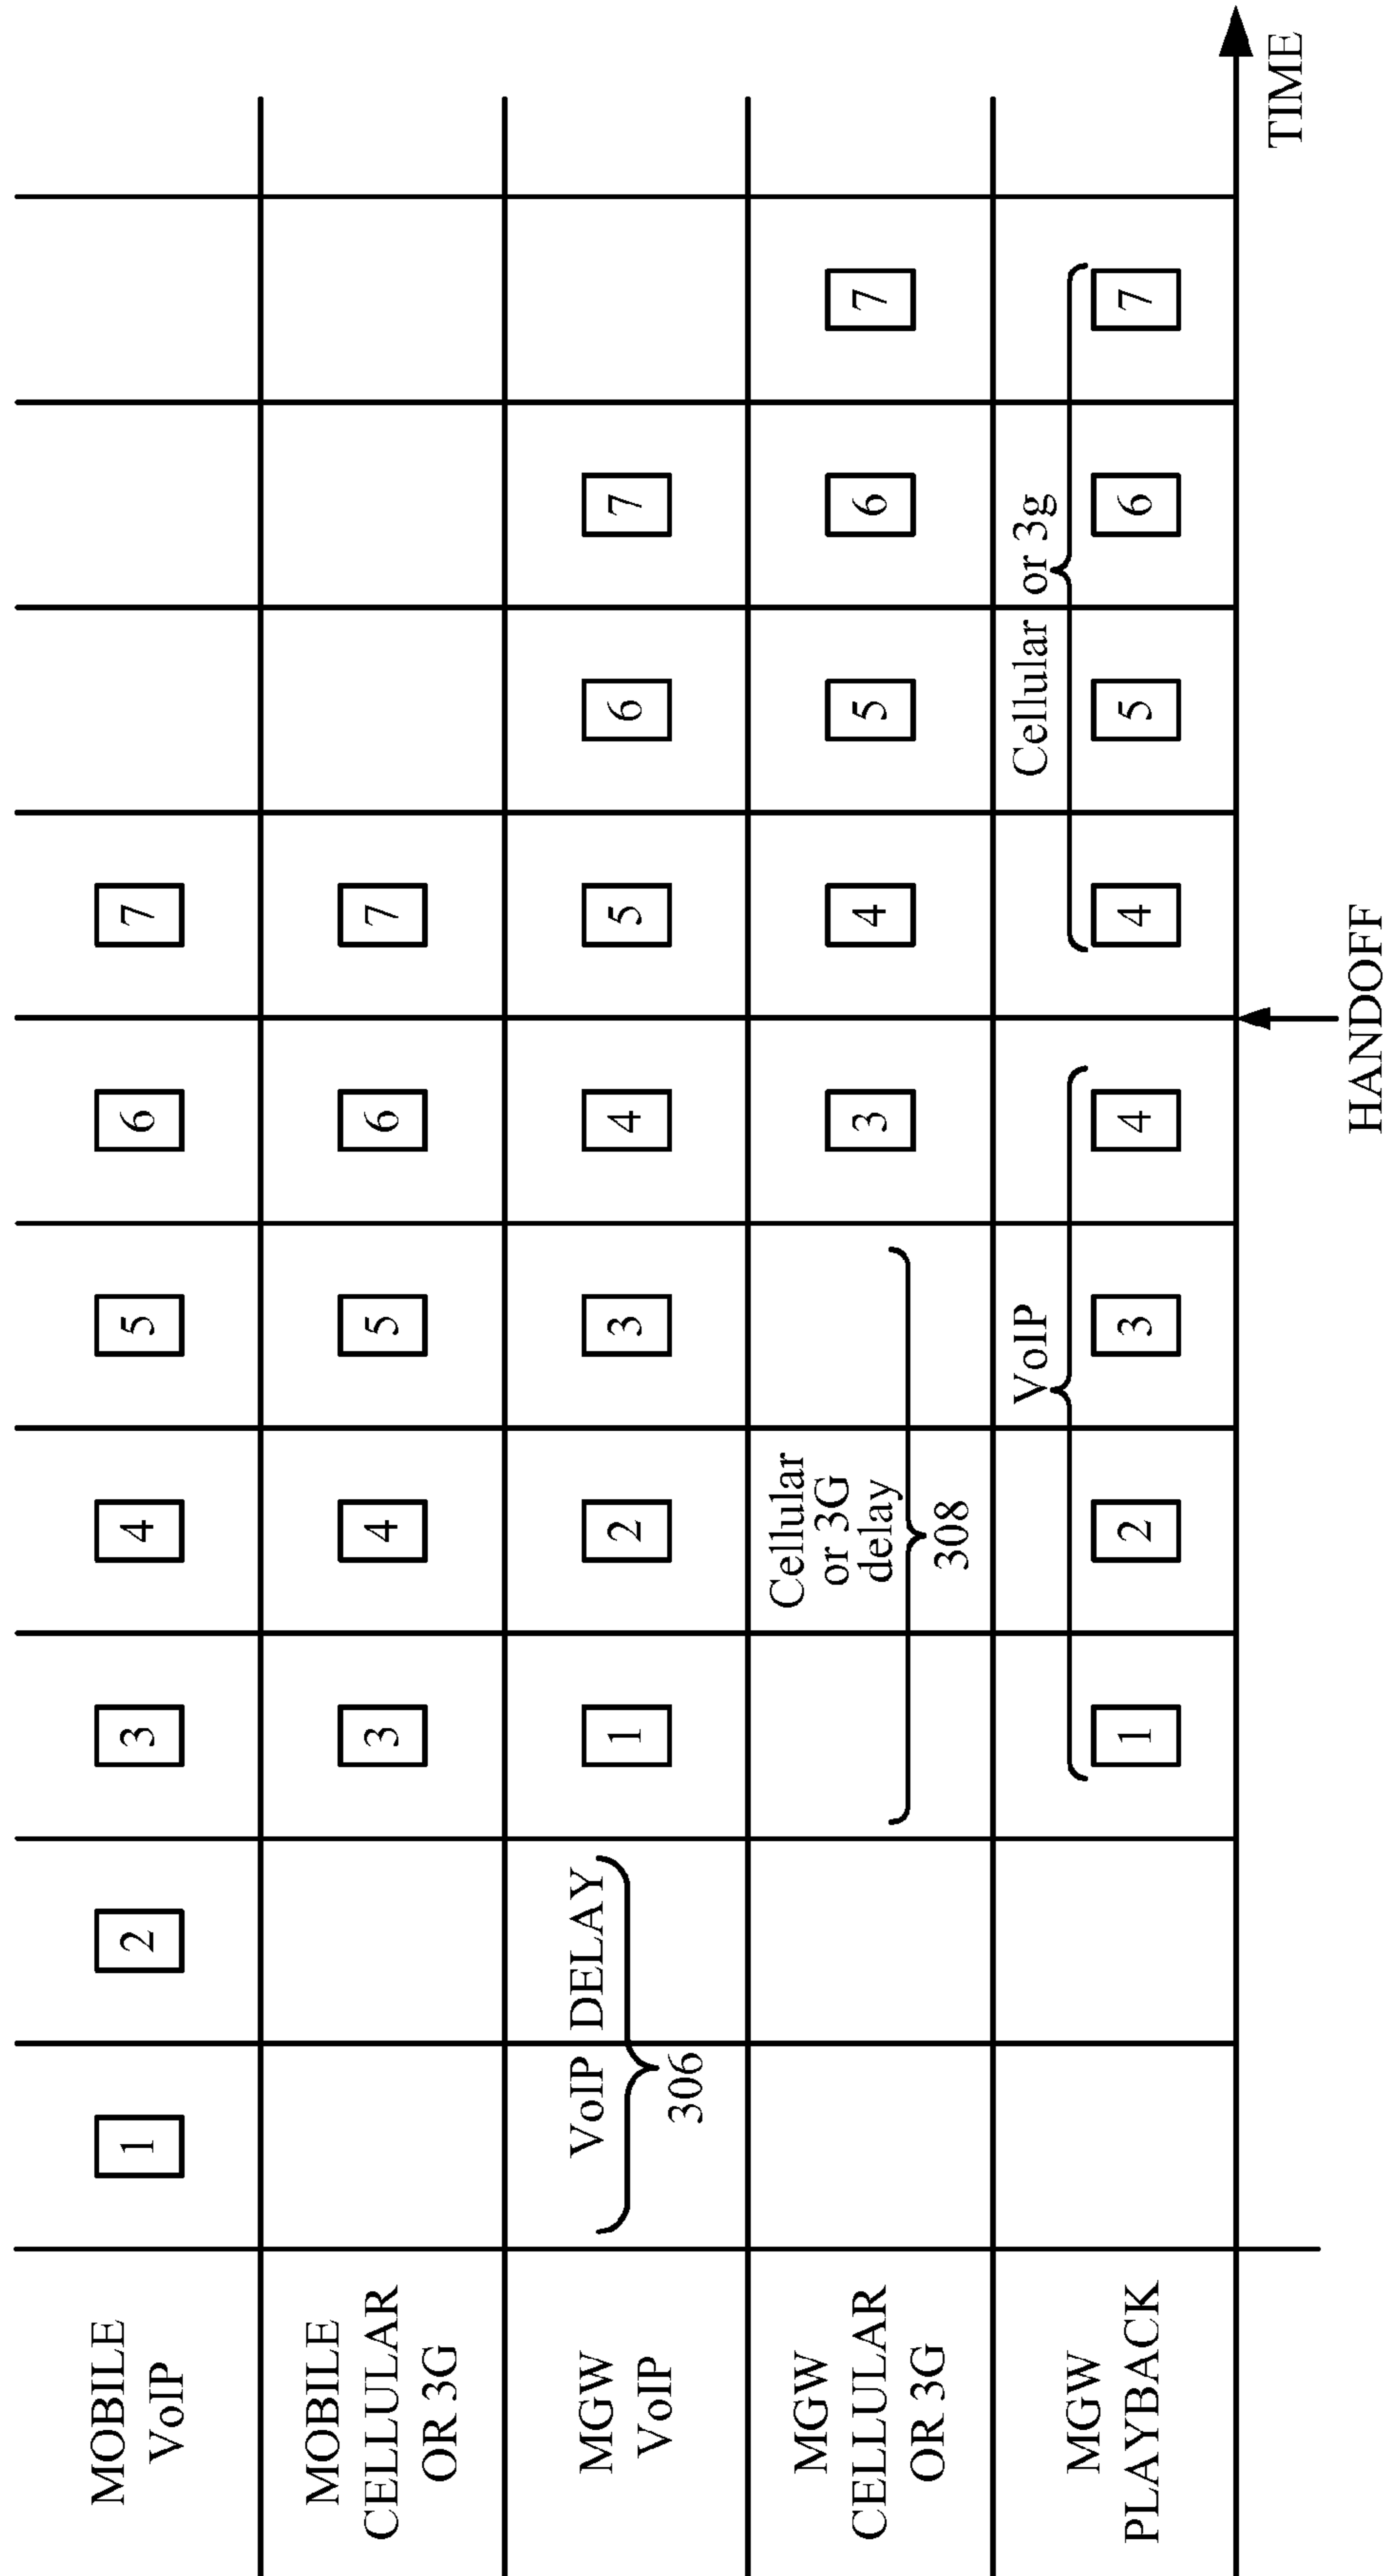 MOBILE
VoIP
1
2
3
4
5
6
7
MOBILE
CELLULAR
OR 3G
3
4
5
6
7
MGW
VoIP
VoIP DELAY
306
1
2
3
4
5
6
7
MGW
CELLULAR
OR 3G
Cellular
or 3G
delay
308
3
4
5
6
7
MGW
PLAYBACK
VoIP
1
2
3
4
Cellular or 3g
4
5
6
7
TIME
HANDOFF